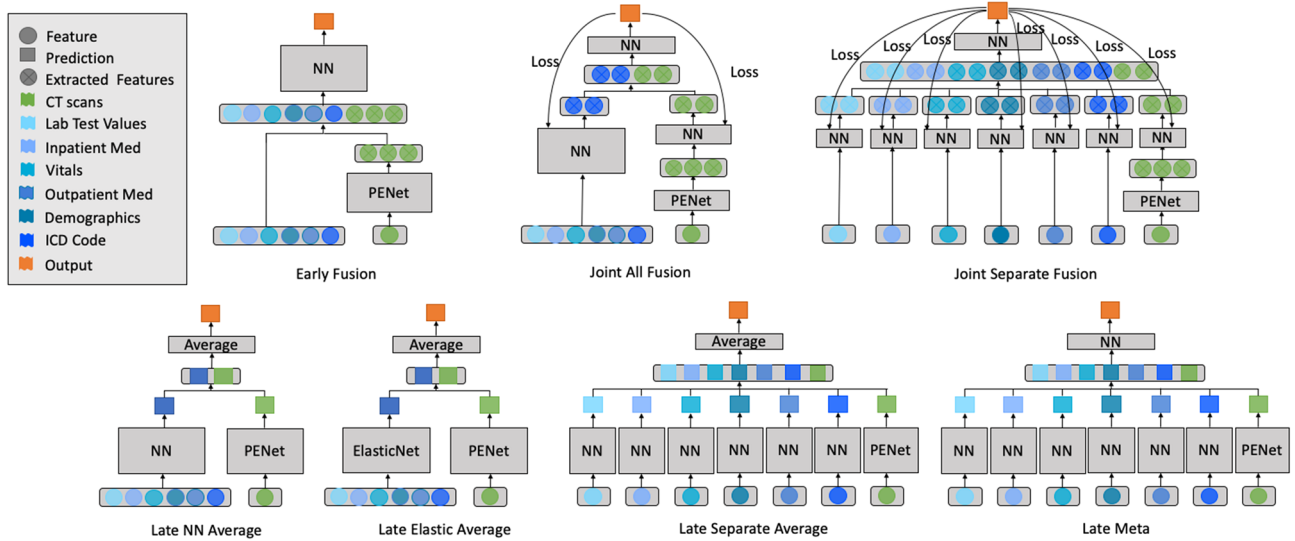 Feature
Prediction
Extracted Features
CT scans
Lab Test Values
Inpatient Med
Vitals
Outpatient Med
Demographics
ICD Code
Output
NN
PENet
Early Fusion
NN
Loss
Loss
NN
NN
PENet
Joint All Fusion
Loss
Loss
Loss
Loss
Loss
Loss
Loss
NN
NN
NN
NN
NN
NN
NN
NN
PENet
Joint Separate Fusion
Average
NN
PENet
Late NN Average
Average
ElasticNet
PENet
Late Elastic Average
Average
NN
NN
NN
NN
NN
NN
PENet
Late Separate Average
NN
NN
NN
NN
NN
NN
NN
PENet
Late Meta